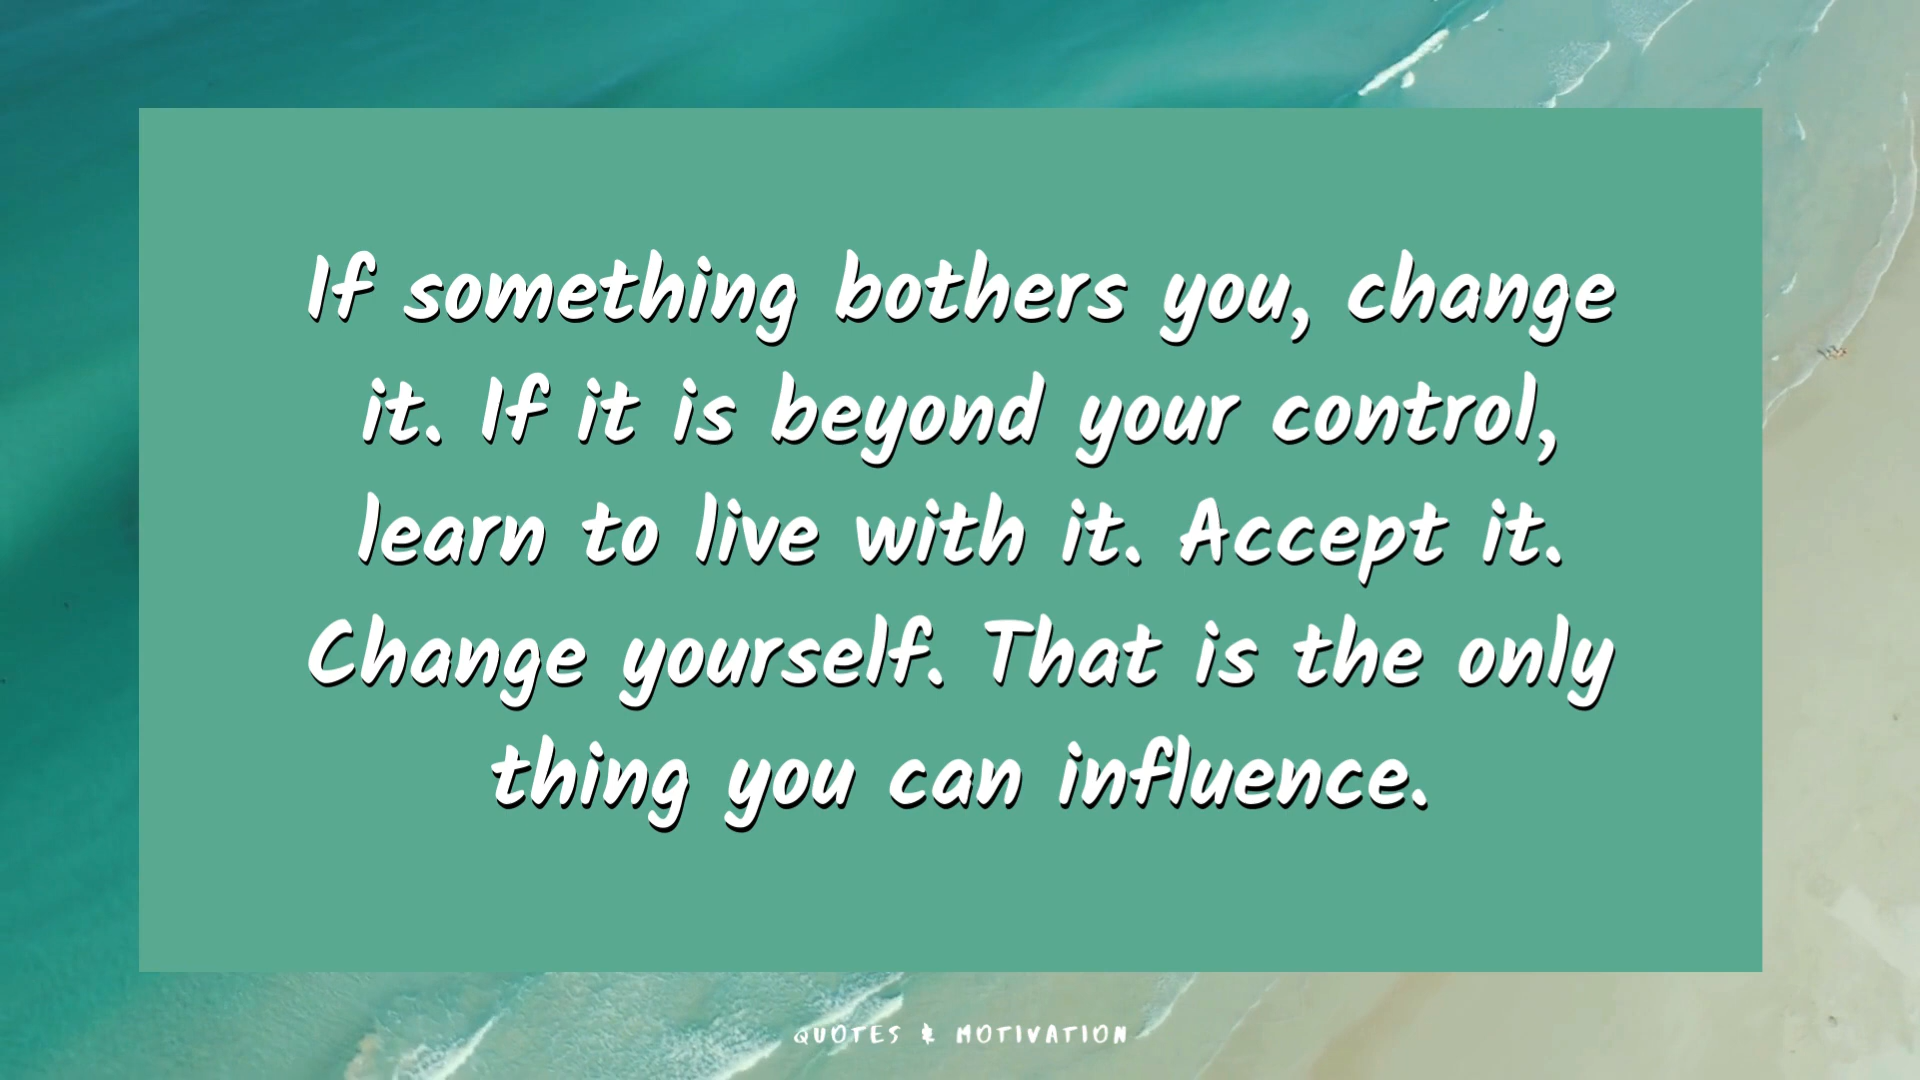 If something bothers you, change
it. If it is beyond your control,
learn to live with it. Accept it.
Change yourself. That is the only
thing you can influence.
QUOTES & MOTIVATION